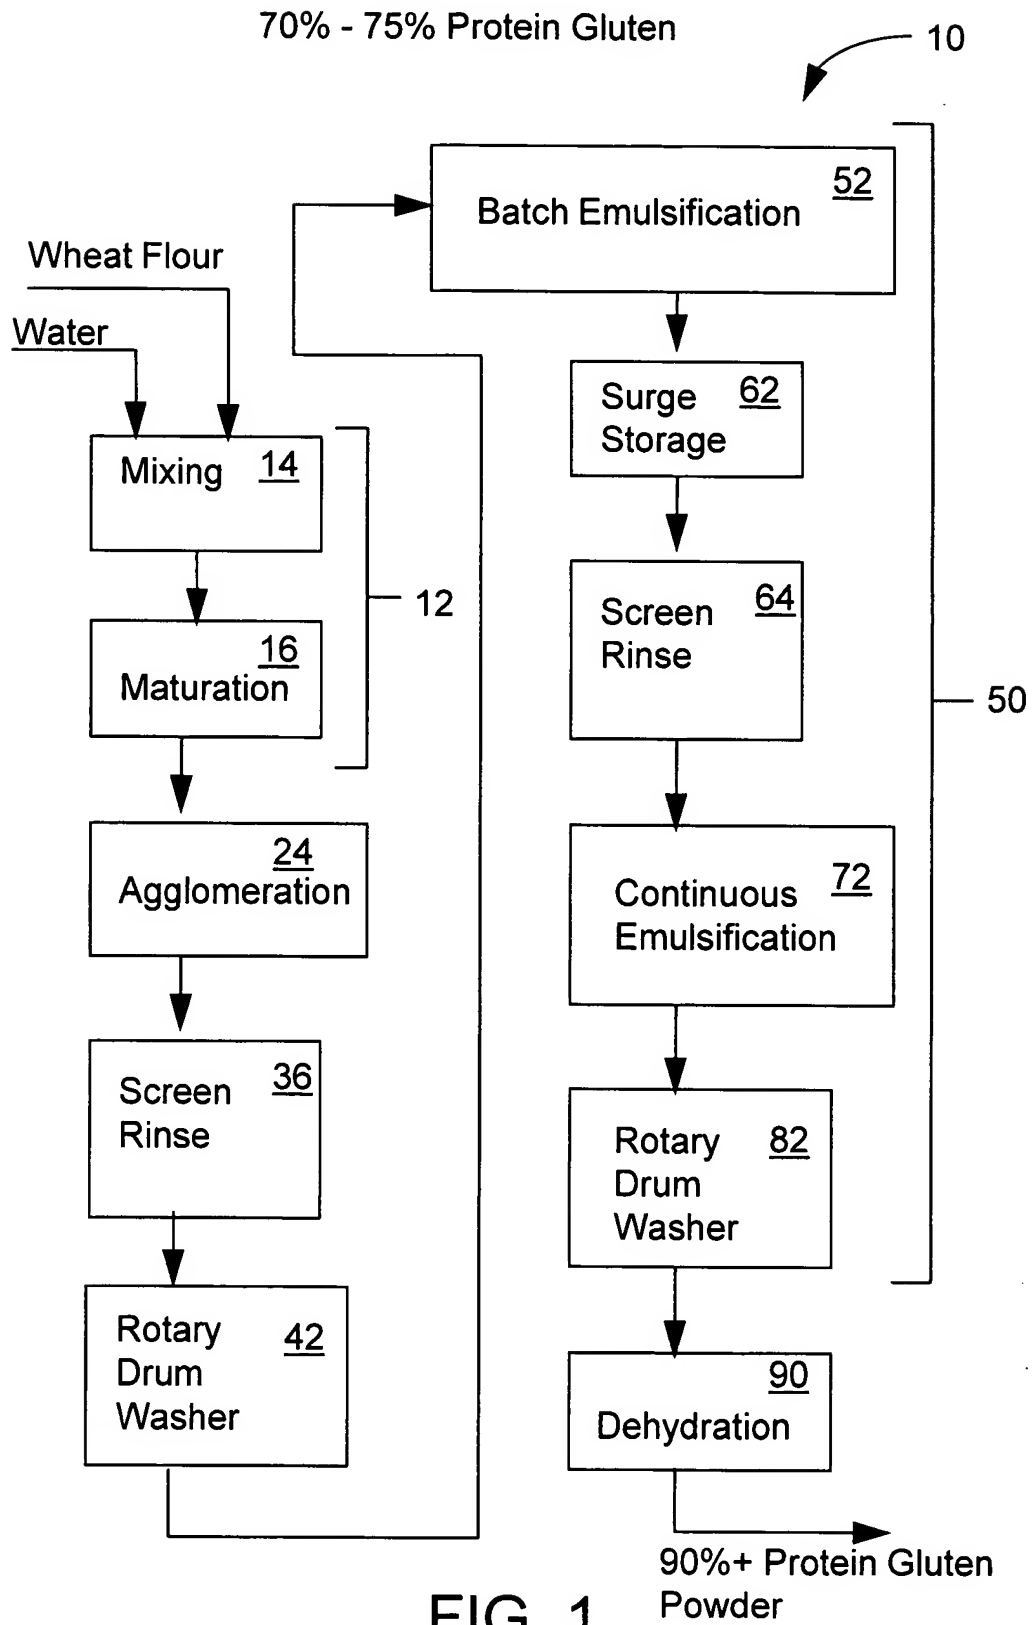 70% - 75% Protein Gluten
10
Wheat Flour
Water
Mixing 14
16
Maturation
12
24
Agglomeration
Screen 36
Rinse
Rotary 42
Drum
Washer
Batch Emulsification 52
Surge 62
Storage
Screen 64
Rinse
50
Continuous 72
Emulsification
Rotary 82
Drum
Washer
90
Dehydration
90%+ Protein Gluten
Powder
FIG. 1